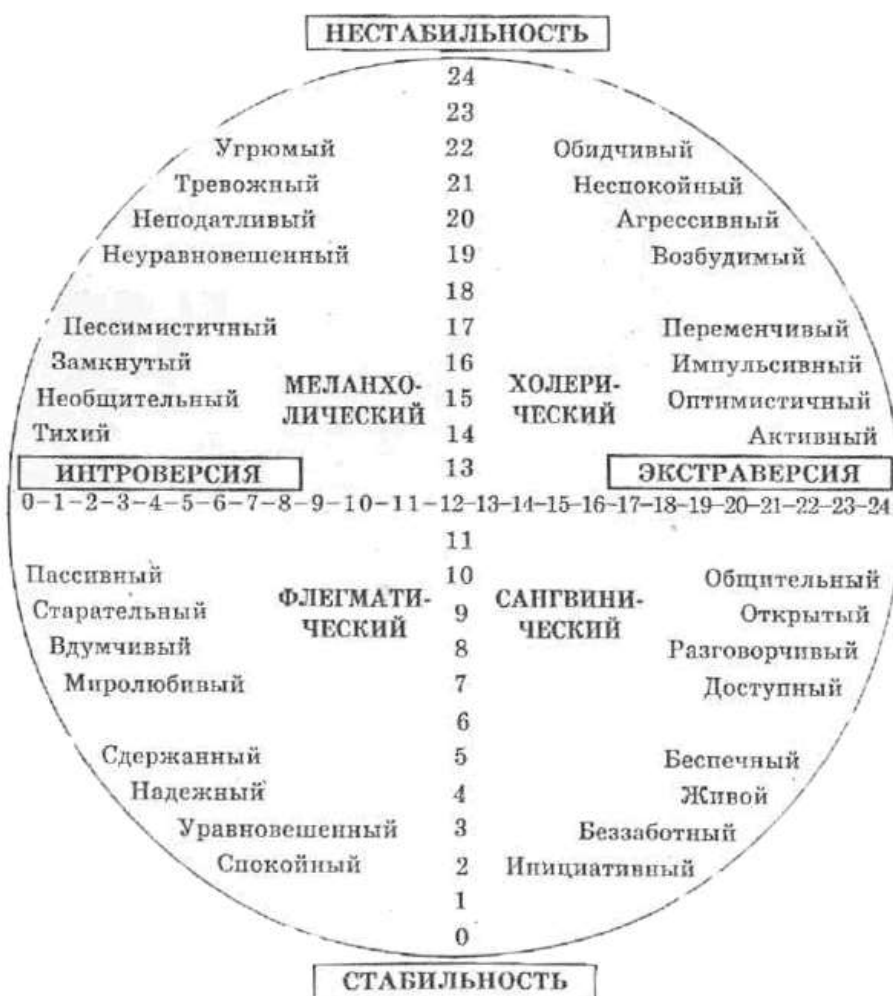 НЕСТАБИЛЬНОСТЬ
24
23
Угрюмый 22 Обидчивый
Тревожный 21 Неспокойный
Неподатливый 20 Агрессивный
Неуравновешенный 19 Возбудимый
18
Пессимистичный 17 Переменчивый
Замкнутый 16 Импульсивный
МЕЛАНХО- ХОЛЕРИ-
Необщительный 15 Оптимистичный
ЛИЧЕСКИЙ ЧЕСКИЙ
Тихий 14 Активный
ИНТРОВЕРСИЯ 13 ЭКСТРАВЕРСИЯ
0-1-2-3-4-5-6-7-8-9-10-11-12-13-14-15-16-17-18-19-20-21-22-23-24
11
Пассивный 10 Общительный
ФЛЕГМАТИ- САНГВИНИ-
Старательный 9 Открытый
ЧЕСКИЙ ЧЕСКИЙ
Вдумчивый 8 Разговорчивый
Миролюбивый 7 Доступный
6
Сдержанный 5 Беспечный
Надежный 4 Живой
Уравновешенный 3 Беззаботный
Спокойный 2 Инициативный
1
0
СТАБИЛЬНОСТЬ